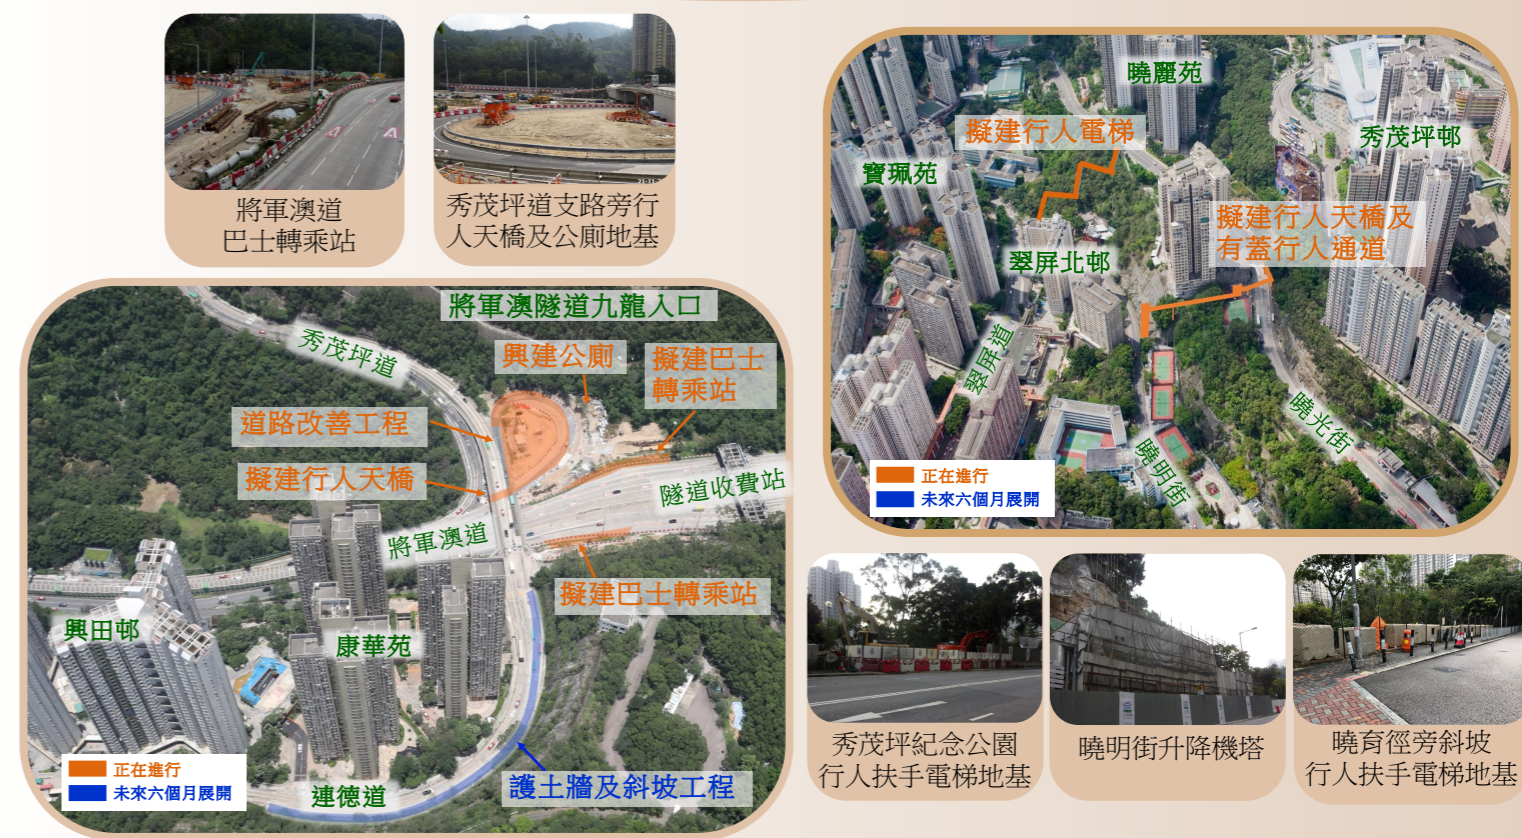 將軍澳道
巴士轉乘站
秀茂坪道支路旁行
人天橋及公廁地基
將軍澳隧道九龍入口
秀茂坪道
興建公廁
擬建巴士
轉乘站
道路改善工程
擬建行人天橋
隧道收費站
將軍澳道
擬建巴士轉乘站
興田邨
康華苑
正在進行
未來六個月展開
連德道
護土牆及斜坡工程
曉麗苑
擬建行人電梯
秀茂坪邨
寶珮苑
擬建行人天橋及
有蓋行人通道
翠屏北邨
翠屏道
曉光街
曉明街
正在進行
未來六個月展開
秀茂坪紀念公園
行人扶手電梯地基
曉明街升降機塔
曉育徑旁斜坡
行人扶手電梯地基